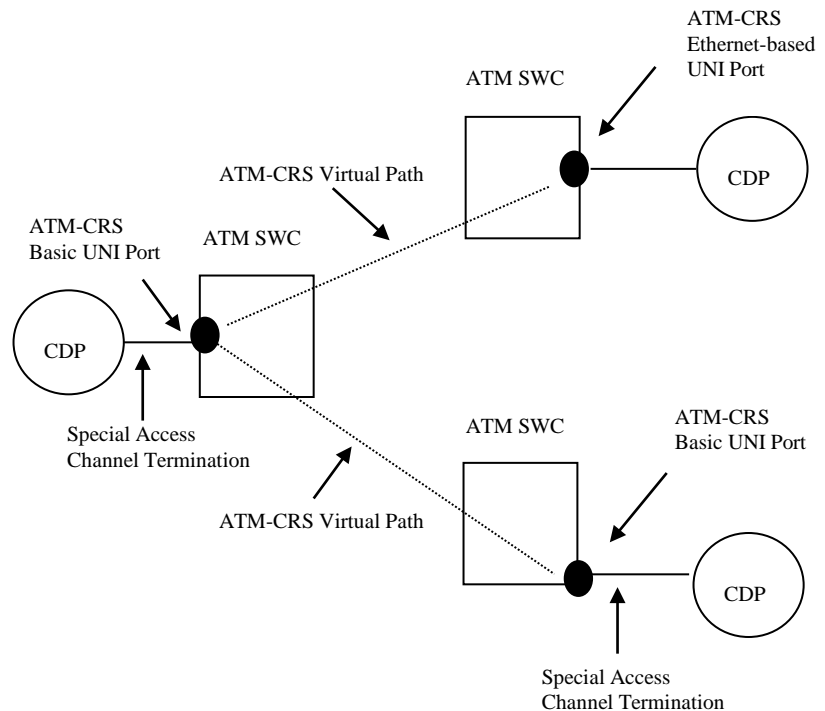 ATM-CRS
Ethernet-based
UNI Port
ATM SWC
CDP
ATM-CRS Virtual Path
ATM-CRS
Basic UNI Port
ATM SWC
CDP
Special Access
Channel Termination
ATM-CRS Virtual Path
ATM SWC
ATM-CRS
Basic UNI Port
CDP
Special Access
Channel Termination